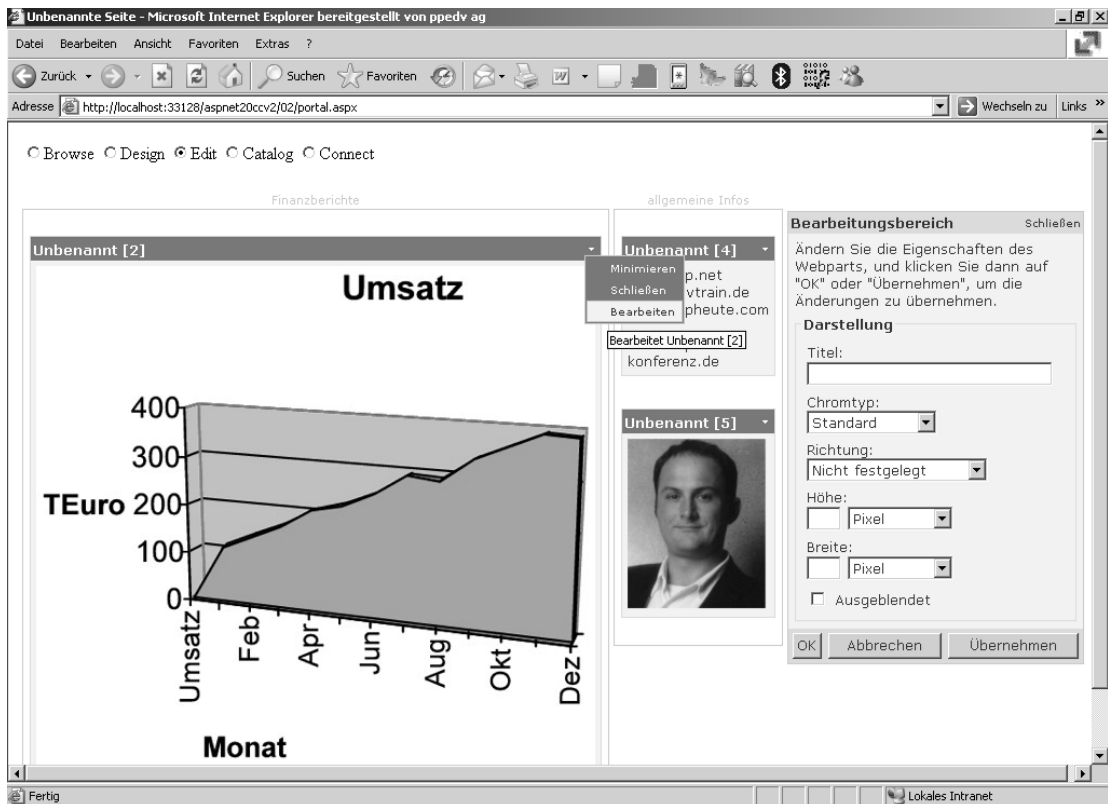 Unbenannte Seite - Microsoft Internet Explorer bereitgestellt von ppedv ag
Datei Bearbeiten Ansicht Favoriten Extras ?
Zurück Suchen Favoriten
Adresse http://localhost:33128/aspnet20ccv2/02/portal.aspx Wechseln zu Links »
Browse Design Edit Catalog Connect
Finanzberichte
Unbenannt [2]
Umsatz
400
300
TEuro 200
100
0
Umsatz Feb Apr Jun Aug Okt Dez
Monat
allgemeine Infos
Unbenannt [4]
Minimieren
Schließen
Bearbeiten
Bearbeitet Unbenannt [2]
p.net
vtrain.de
pheute.com
konferenz.de
Unbenannt [5]
Bearbeitungsbereich Schließen
Ändern Sie die Eigenschaften des
Webparts, und klicken Sie dann auf
"OK" oder "Übernehmen", um die
Änderungen zu übernehmen.
Darstellung
Titel:
Chromtyp:
Standard
Richtung:
Nicht festgelegt
Höhe:
Pixel
Breite:
Pixel
Ausgeblendet
OK Abbrechen Übernehmen
Fertig Lokales Intranet